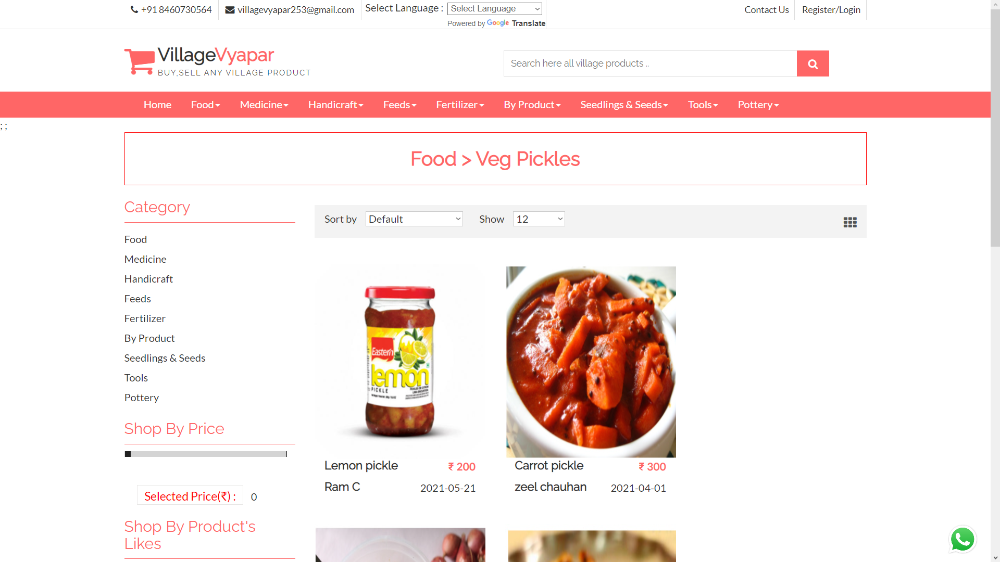 +91 8460730564
villagevyapar253@gmail.com
Select Language :
Select Language
Powered by Google Translate
Contact Us
Register/Login
VillageVyapar
BUY,SELL ANY VILLAGE PRODUCT
Search here all village products ..
Home Food Medicine Handicraft Feeds Fertilizer By Product Seedlings & Seeds Tools Pottery
; ;
Food > Veg Pickles
Category
Food
Medicine
Handicraft
Feeds
Fertilizer
By Product
Seedlings & Seeds
Tools
Pottery
Shop By Price
Selected Price(₹) : 0
Shop By Product's
Likes
Sort by Default Show 12
Eastern
lemon
PICKLE
Lemon pickle ₹ 200
Ram C 2021-05-21
Carrot pickle ₹ 300
zeel chauhan 2021-04-01